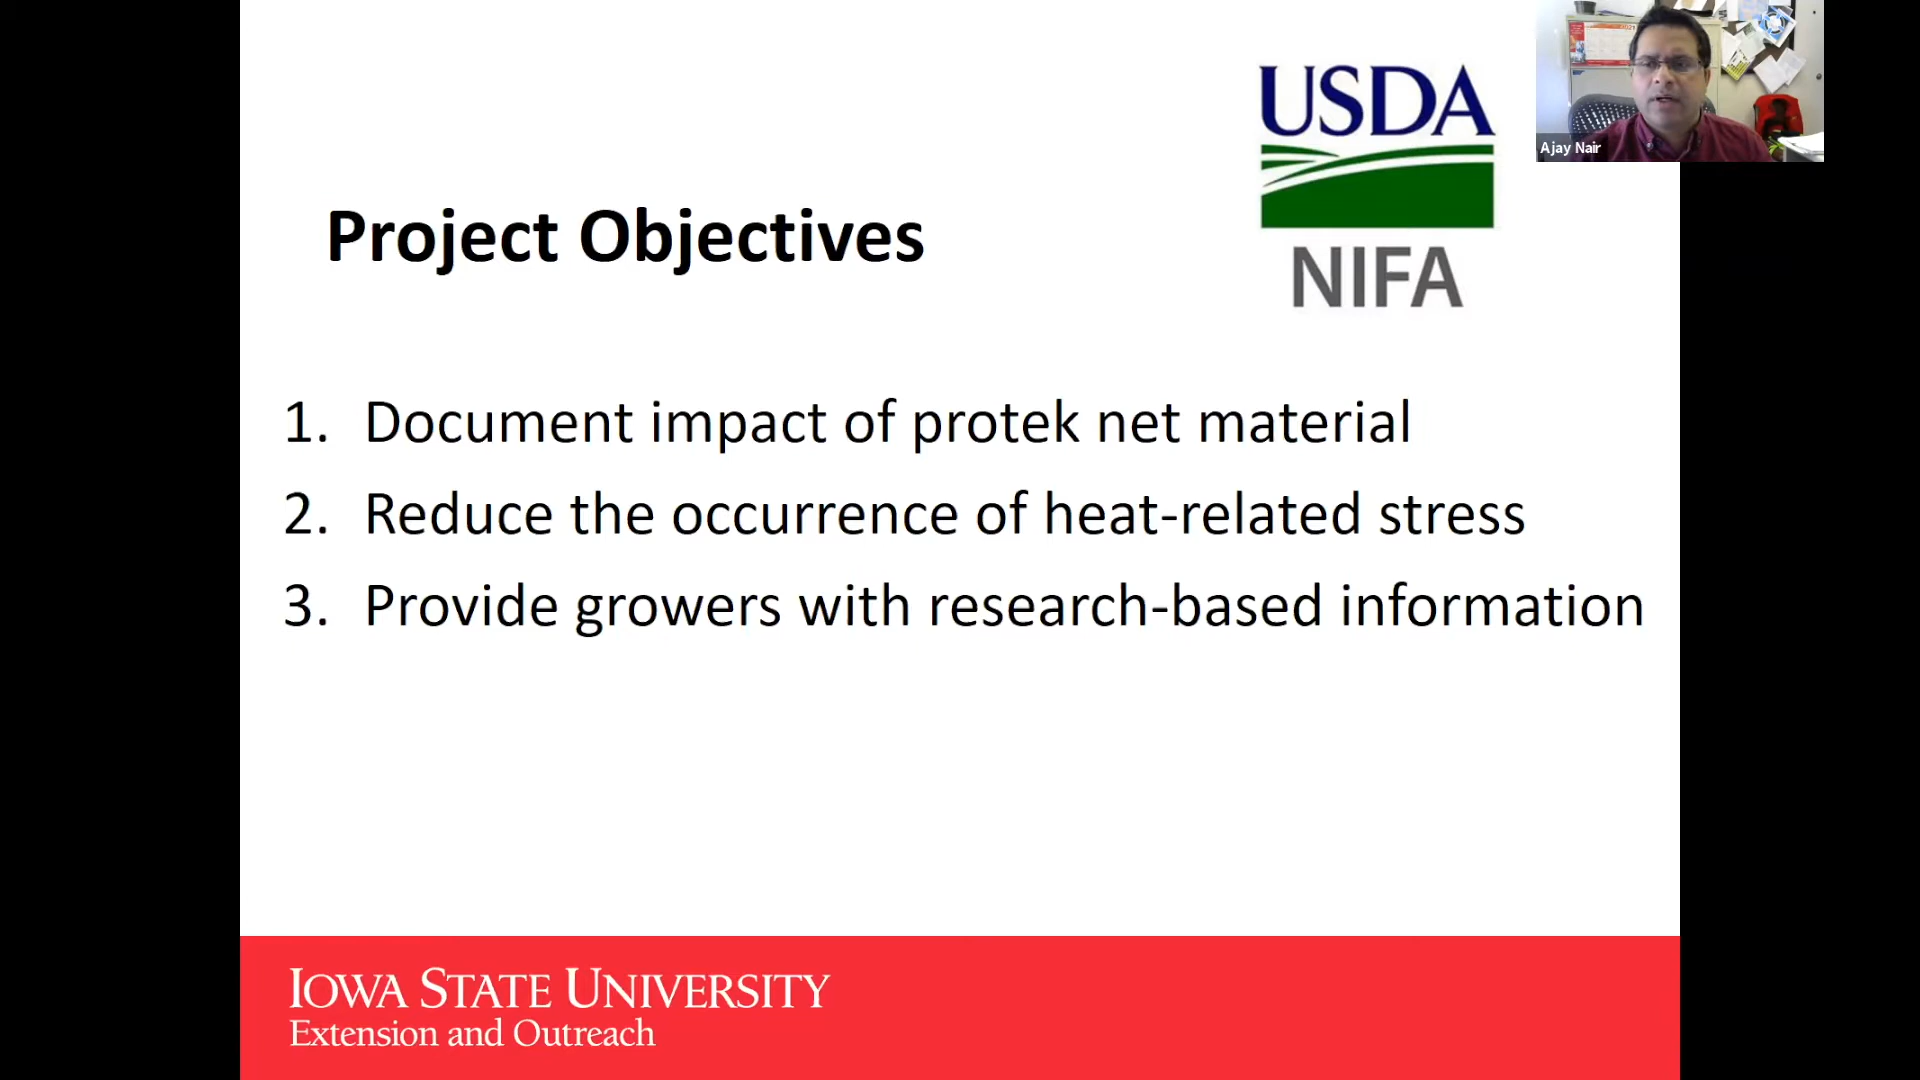 USDA
NIFA
Ajay Nair
Project Objectives
1. Document impact of protek net material
2. Reduce the occurrence of heat-related stress
3. Provide growers with research-based information
IOWA STATE UNIVERSITY
Extension and Outreach